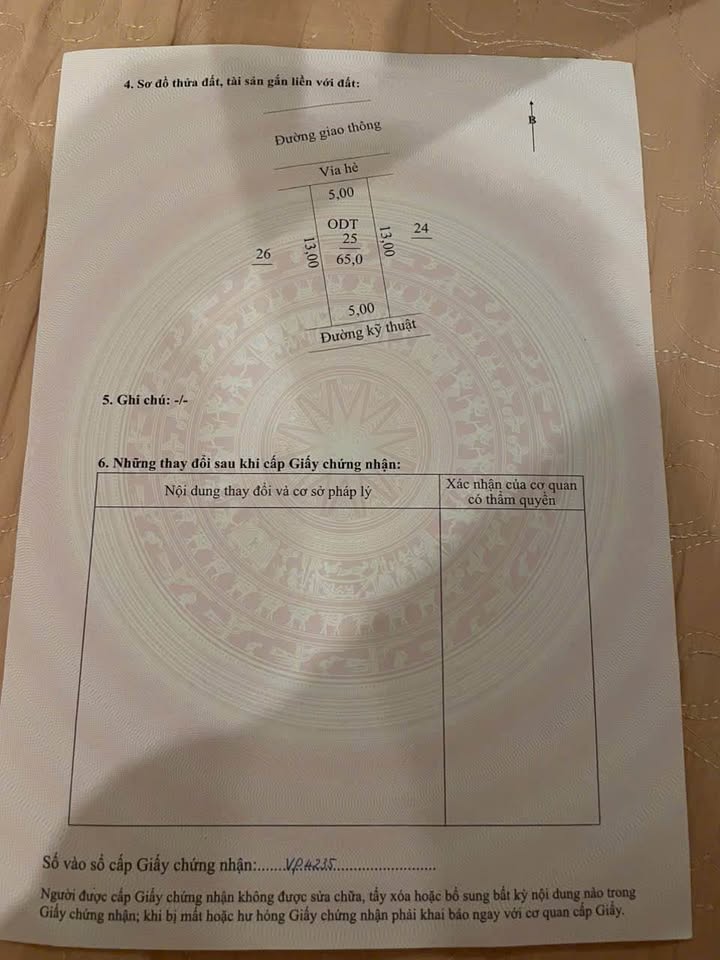 4. Sơ đồ thửa đất, tài sản gắn liền với đất:
B
Đường giao thông
Vỉa hè
5,00
ODT
25
65,0
13,00
13,00
26
24
5,00
Đường kỹ thuật
5. Ghi chú: -/-
6. Những thay đổi sau khi cấp Giấy chứng nhận:
Nội dung thay đổi và cơ sở pháp lý
Xác nhận của cơ quan
có thẩm quyền
Số vào sổ cấp Giấy chứng nhận:......VP.4235......................
Người được cấp Giấy chứng nhận không được sửa chữa, tẩy xóa hoặc bổ sung bất kỳ nội dung nào trong
Giấy chứng nhận; khi bị mất hoặc hư hỏng Giấy chứng nhận phải khai báo ngay với cơ quan cấp Giấy.